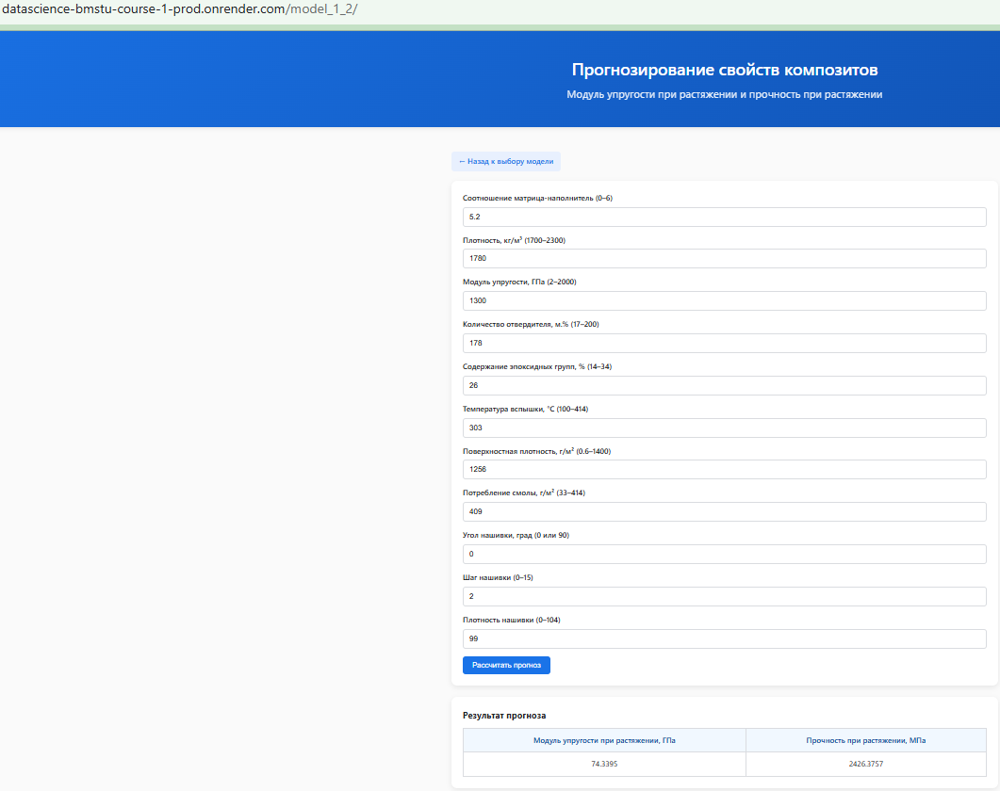 datascience-bmstu-course-1-prod.onrender.com/model_1_2/
Прогнозирование свойств композитов
Модуль упругости при растяжении и прочность при растяжении
← Назад к выбору модели
Соотношение матрица-наполнитель (0–6)
5.2
Плотность, кг/м³ (1700–2300)
1780
Модуль упругости, ГПа (2–2000)
1300
Количество отвердителя, м.% (17–200)
178
Содержание эпоксидных групп, % (14–34)
26
Температура вспышки, °C (100–414)
303
Поверхностная плотность, г/м² (0.6–1400)
1256
Потребление смолы, г/м² (33–414)
409
Угол нашивки, град (0 или 90)
0
Шаг нашивки (0–15)
2
Плотность нашивки (0–104)
99
Рассчитать прогноз
Результат прогноза
Модуль упругости при растяжении, ГПа Прочность при растяжении, МПа
74.3395 2426.3757